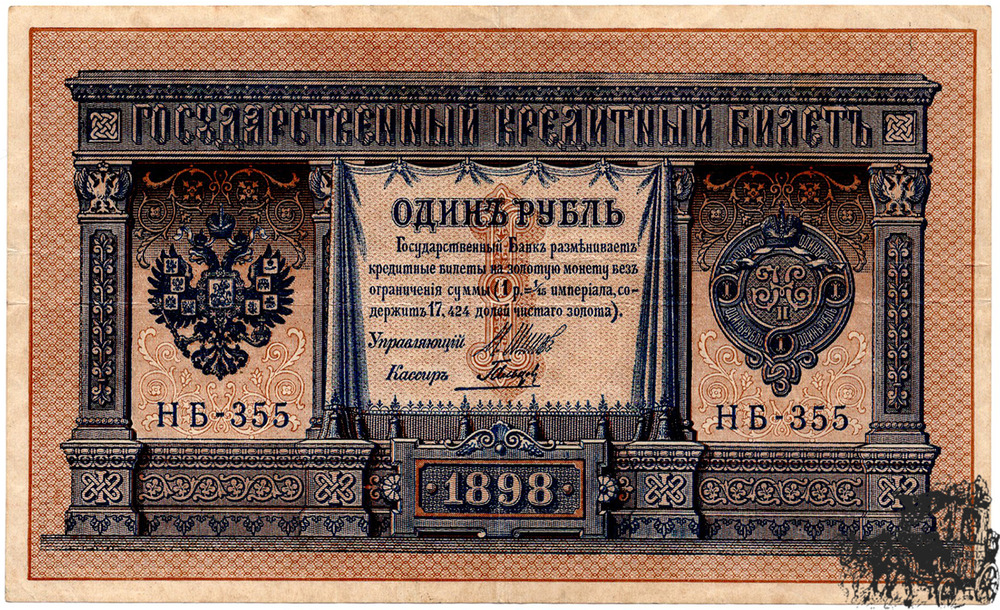 ГОСУДАРСТВЕННЫЙ КРЕДИТНЫЙ БИЛЕТЪ
ОДИНЪ РУБЛЬ
Государственный Банкъ размѣниваетъ
кредитные билеты на золотую монету безъ
ограниченія суммы (1 р.=1/15 имперіала, со-
держитъ 17,424 долей чистаго золота).
Управляющій
Кассиръ
НБ-355
НБ-355
1898